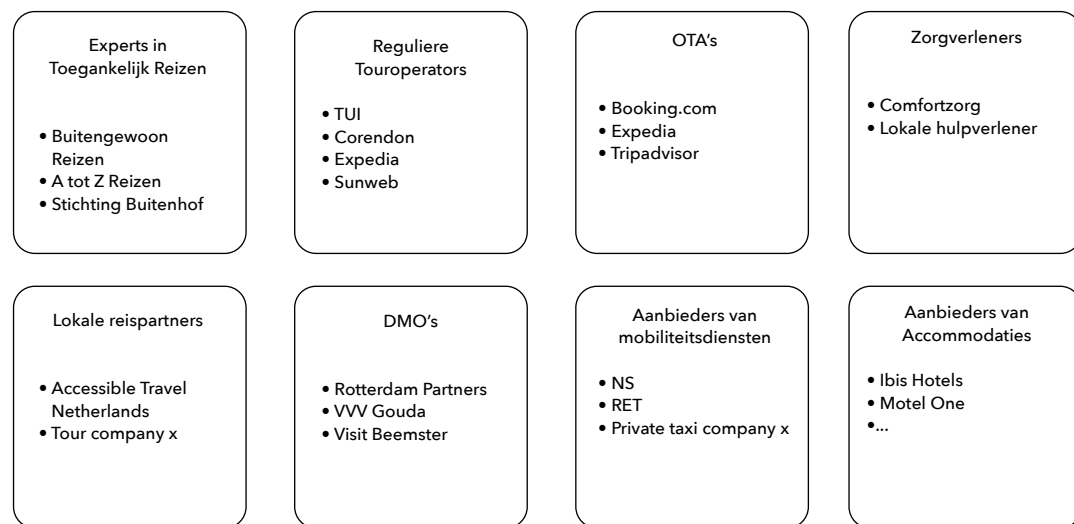 Experts in
Toegankelijk Reizen
• Buitengewoon
Reizen
• A tot Z Reizen
• Stichting Buitenhof
Reguliere
Touroperators
• TUI
• Corendon
• Expedia
• Sunweb
OTA’s
• Booking.com
• Expedia
• Tripadvisor
Zorgverleners
• Comfortzorg
• Lokale hulpverlener
Lokale reispartners
• Accessible Travel
Netherlands
• Tour company x
DMO’s
• Rotterdam Partners
• VVV Gouda
• Visit Beemster
Aanbieders van
mobiliteitsdiensten
• NS
• RET
• Private taxi company x
Aanbieders van
Accommodaties
• Ibis Hotels
• Motel One
•...